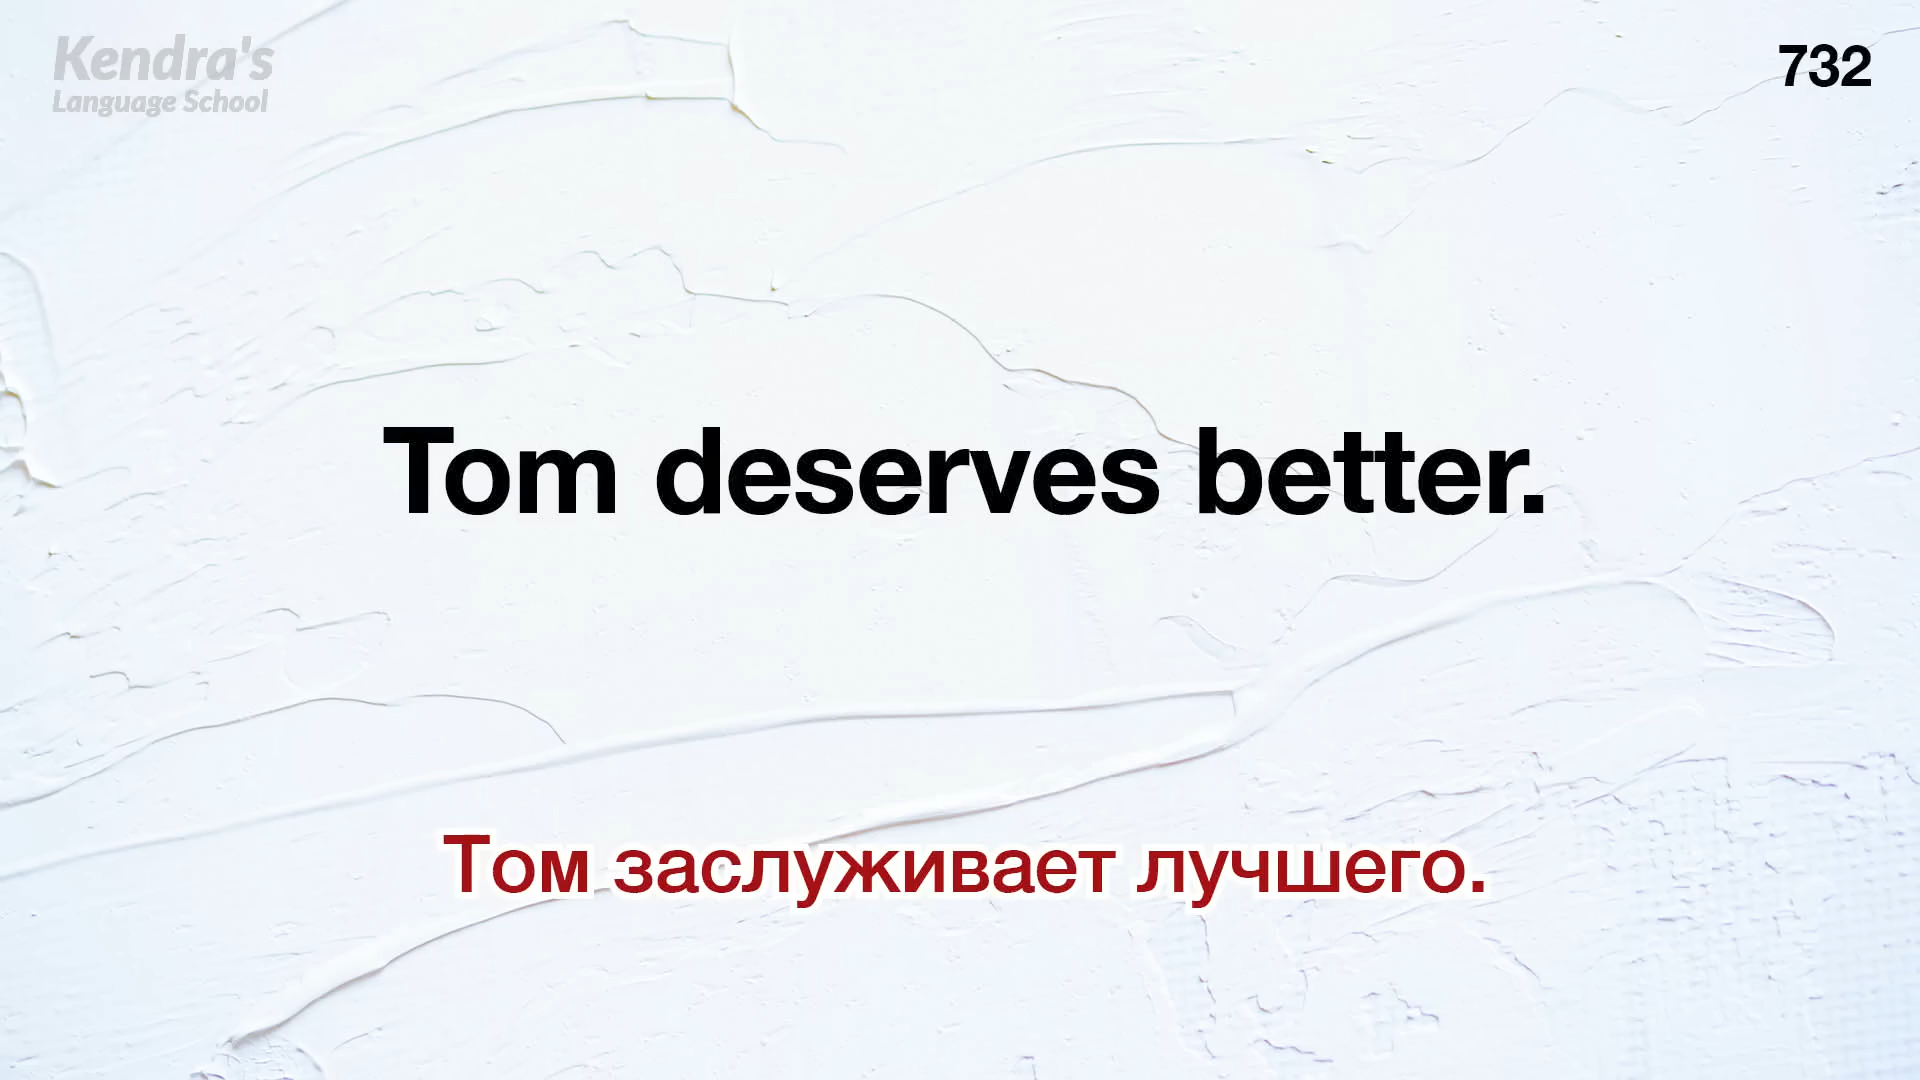 Kendra's
Language School
732
Tom deserves better.
Том заслуживает лучшего.